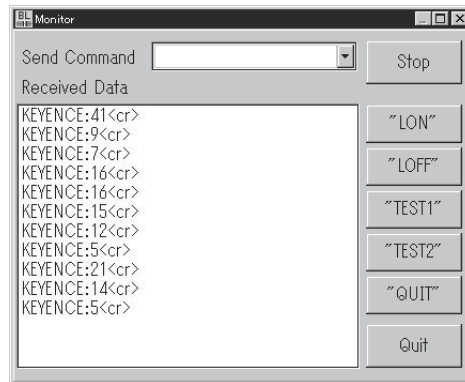 BL Monitor
Send Command
Stop
Received Data
KEYENCE:41<cr>
KEYENCE:9<cr>
KEYENCE:7<cr>
KEYENCE:16<cr>
KEYENCE:16<cr>
KEYENCE:15<cr>
KEYENCE:12<cr>
KEYENCE:5<cr>
KEYENCE:21<cr>
KEYENCE:14<cr>
KEYENCE:5<cr>
"LON"
"LOFF"
"TEST1"
"TEST2"
"QUIT"
Quit